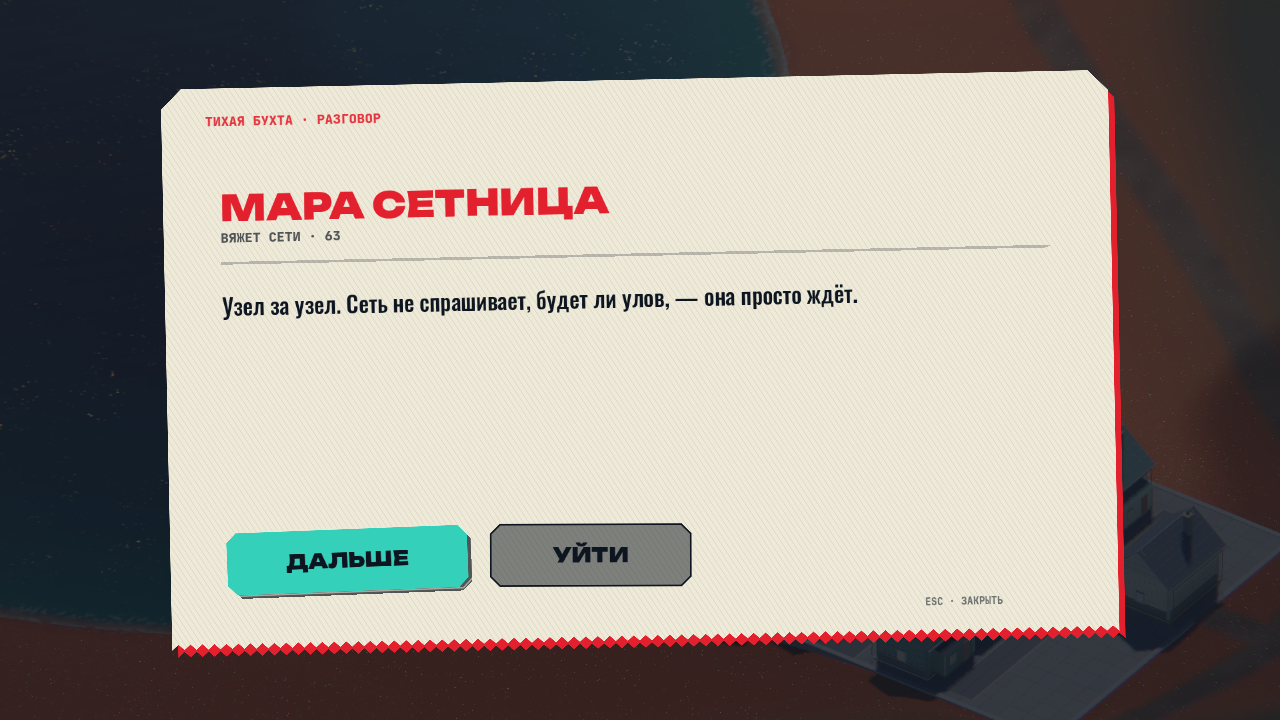 ТИХАЯ БУХТА · РАЗГОВОР
МАРА СЕТНИЦА
ВЯЖЕТ СЕТИ · 63
Узел за узел. Сеть не спрашивает, будет ли улов, — она просто ждёт.
ДАЛЬШЕ
УЙТИ
ESC · ЗАКРЫТЬ